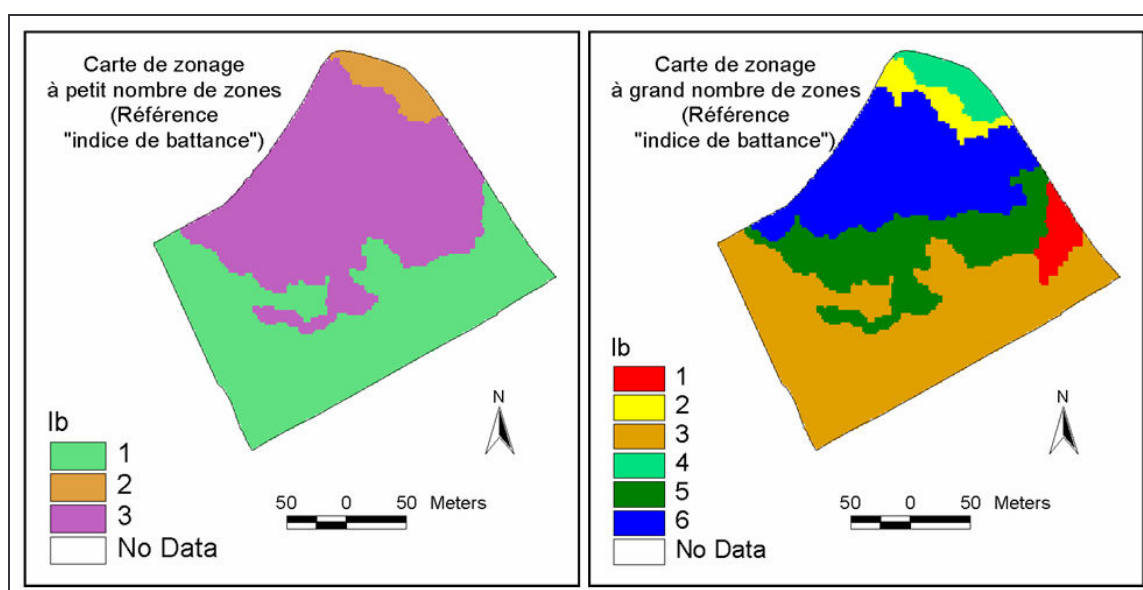 Carte de zonage
à petit nombre de zones
(Référence
"indice de battance")
N
Ib
1
2
3
No Data
50 0 50 Meters
Carte de zonage
à grand nombre de zones
(Référence
"indice de battance")
N
Ib
1
2
3
4
5
6
No Data
50 0 50 Meters